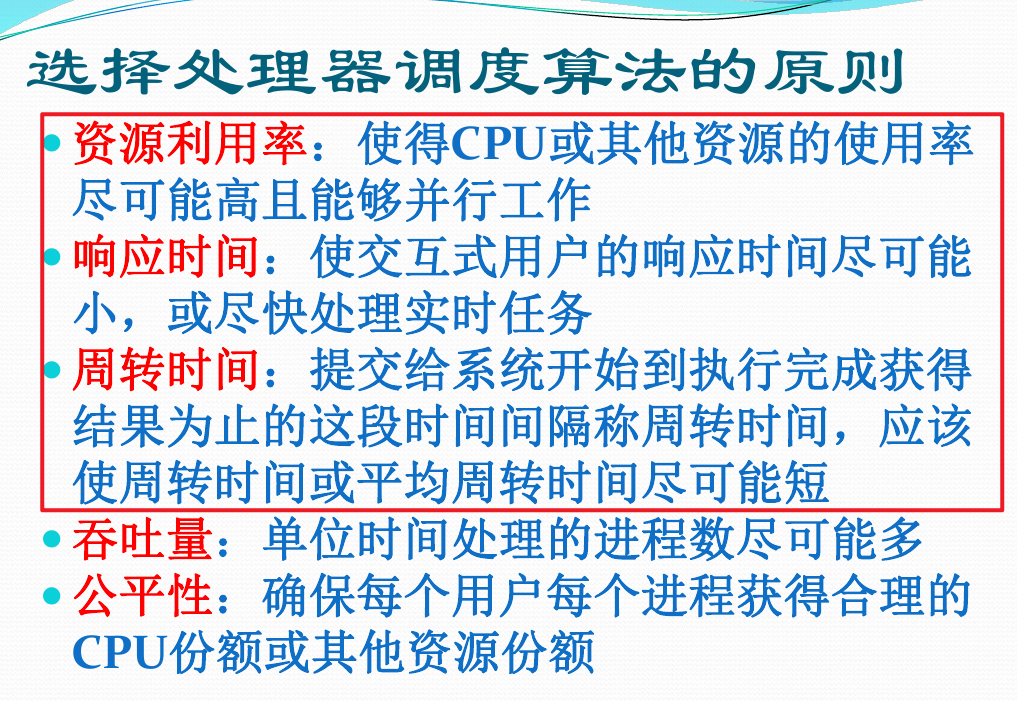 选择处理器调度算法的原则
资源利用率：使得CPU或其他资源的使用率
尽可能高且能够并行工作
响应时间：使交互式用户的响应时间尽可能
小，或尽快处理实时任务
周转时间：提交给系统开始到执行完成获得
结果为止的这段时间间隔称周转时间，应该
使周转时间或平均周转时间尽可能短
吞吐量：单位时间处理的进程数尽可能多
公平性：确保每个用户每个进程获得合理的
CPU份额或其他资源份额